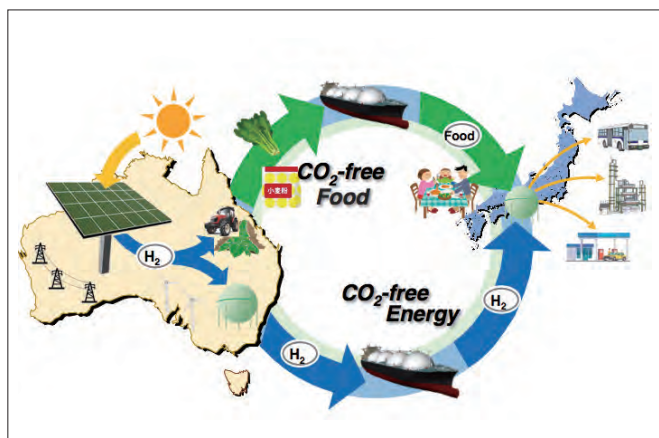 Food
CO₂-free
Food
小麦粉
H₂
CO₂-free
Energy
H₂
H₂